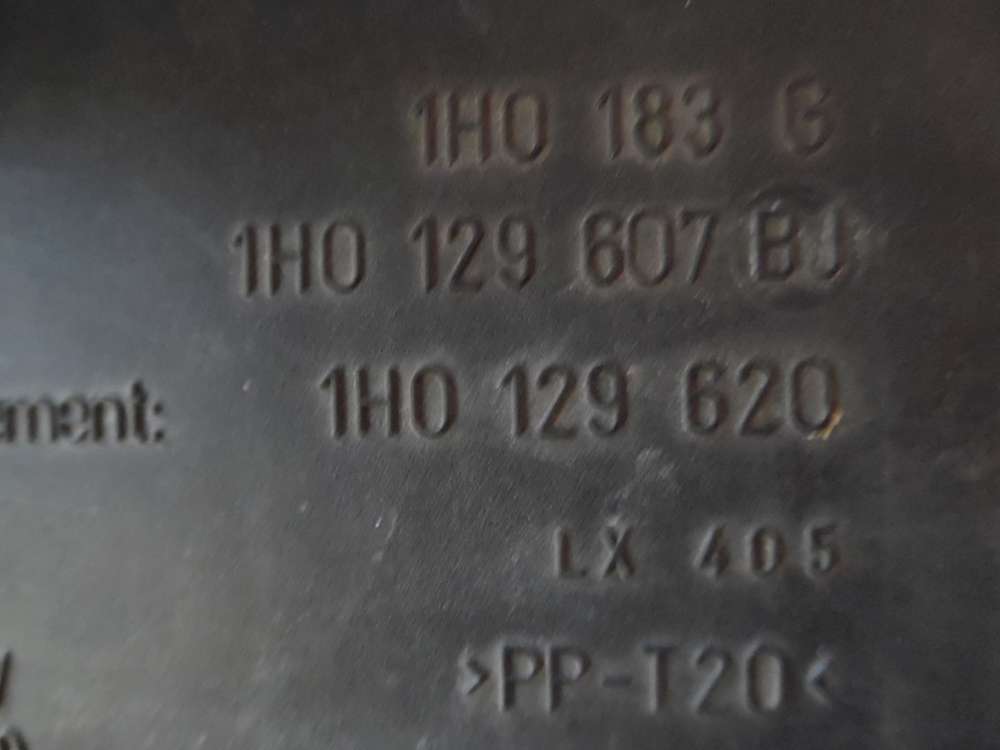 1H0 183 G
1H0 129 607 BJ
ement: 1H0 129 620
LX 405
>PP-T20<